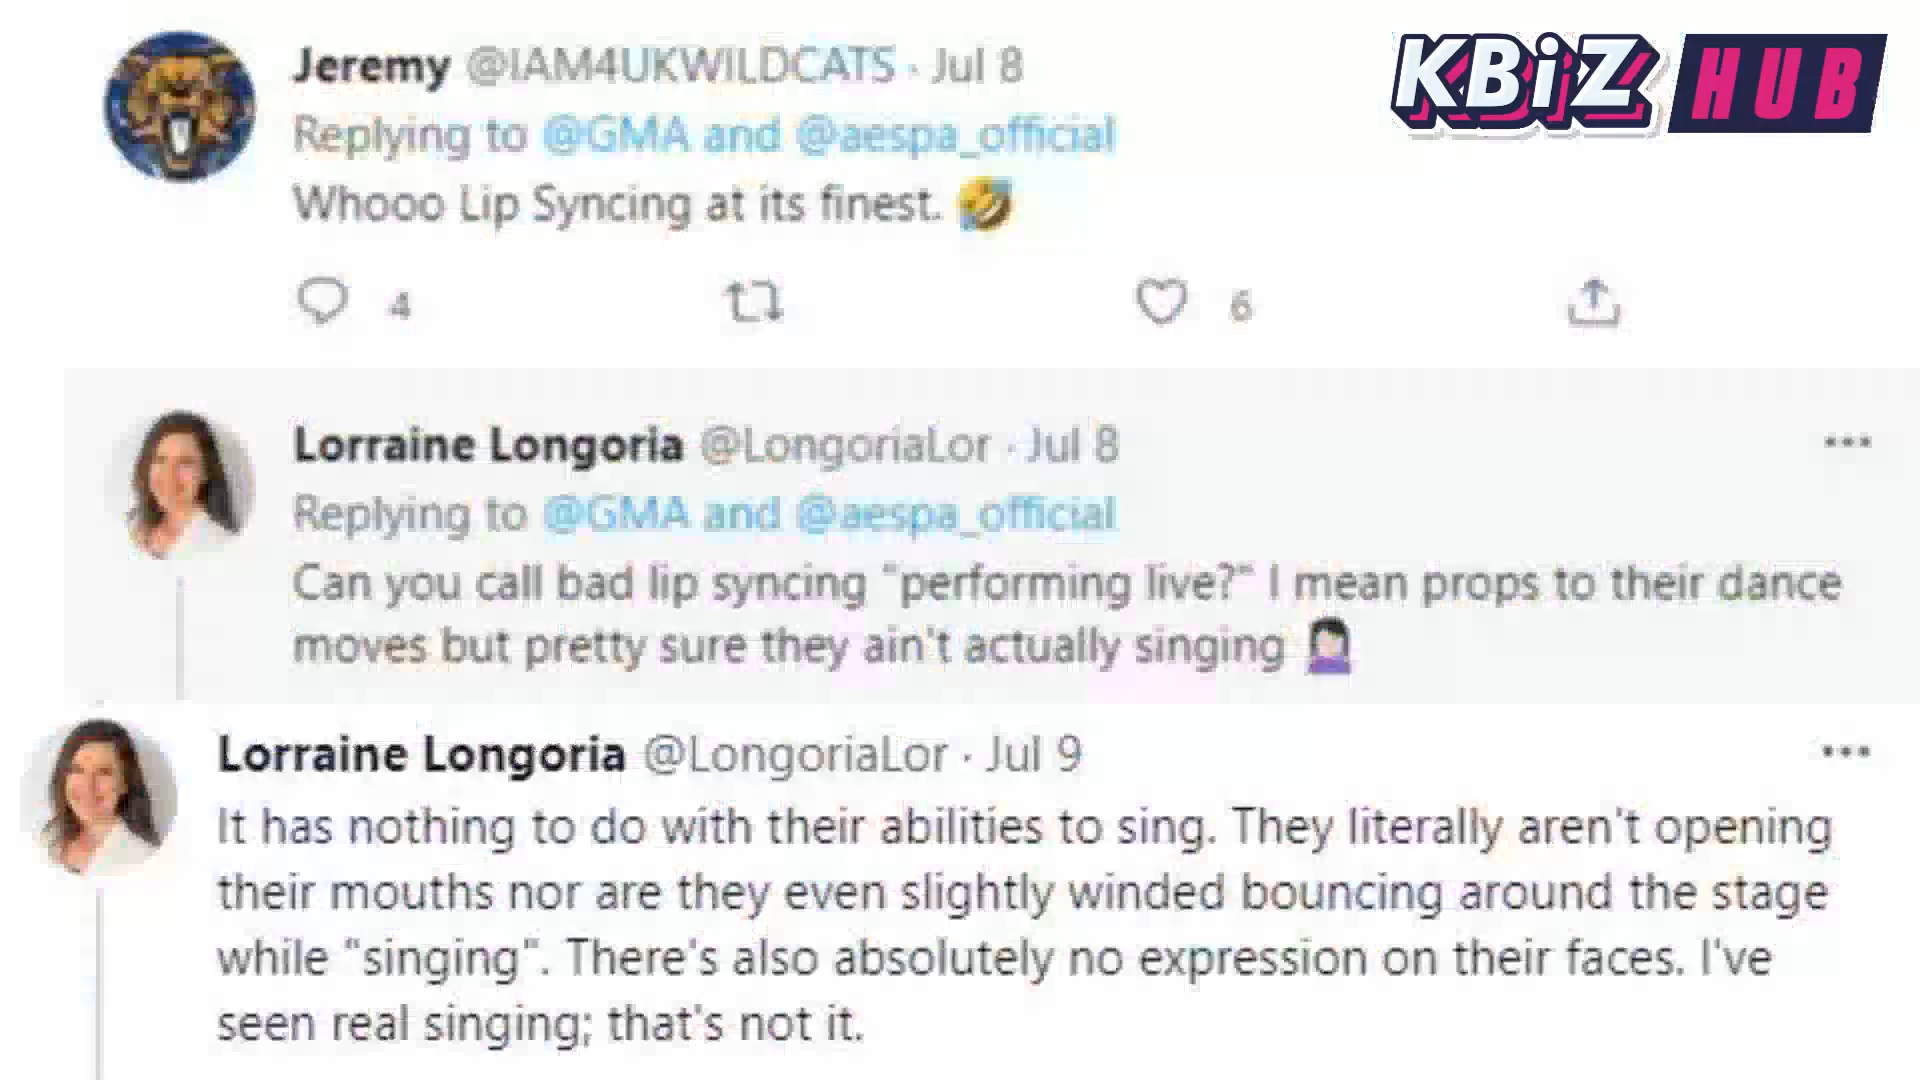 KBiZ HUB
Jeremy @IAM4UKWILDCATS · Jul 8
Replying to @GMA and @aespa_official
Whooo Lip Syncing at its finest. 🤣
4 6
Lorraine Longoria @LongoriaLor · Jul 8
Replying to @GMA and @aespa_official
Can you call bad lip syncing "performing live?" I mean props to their dance
moves but pretty sure they ain't actually singing 🤷🏻‍♀️
Lorraine Longoria @LongoriaLor · Jul 9
It has nothing to do with their abilities to sing. They literally aren't opening
their mouths nor are they even slightly winded bouncing around the stage
while "singing". There's also absolutely no expression on their faces. I've
seen real singing; that's not it.